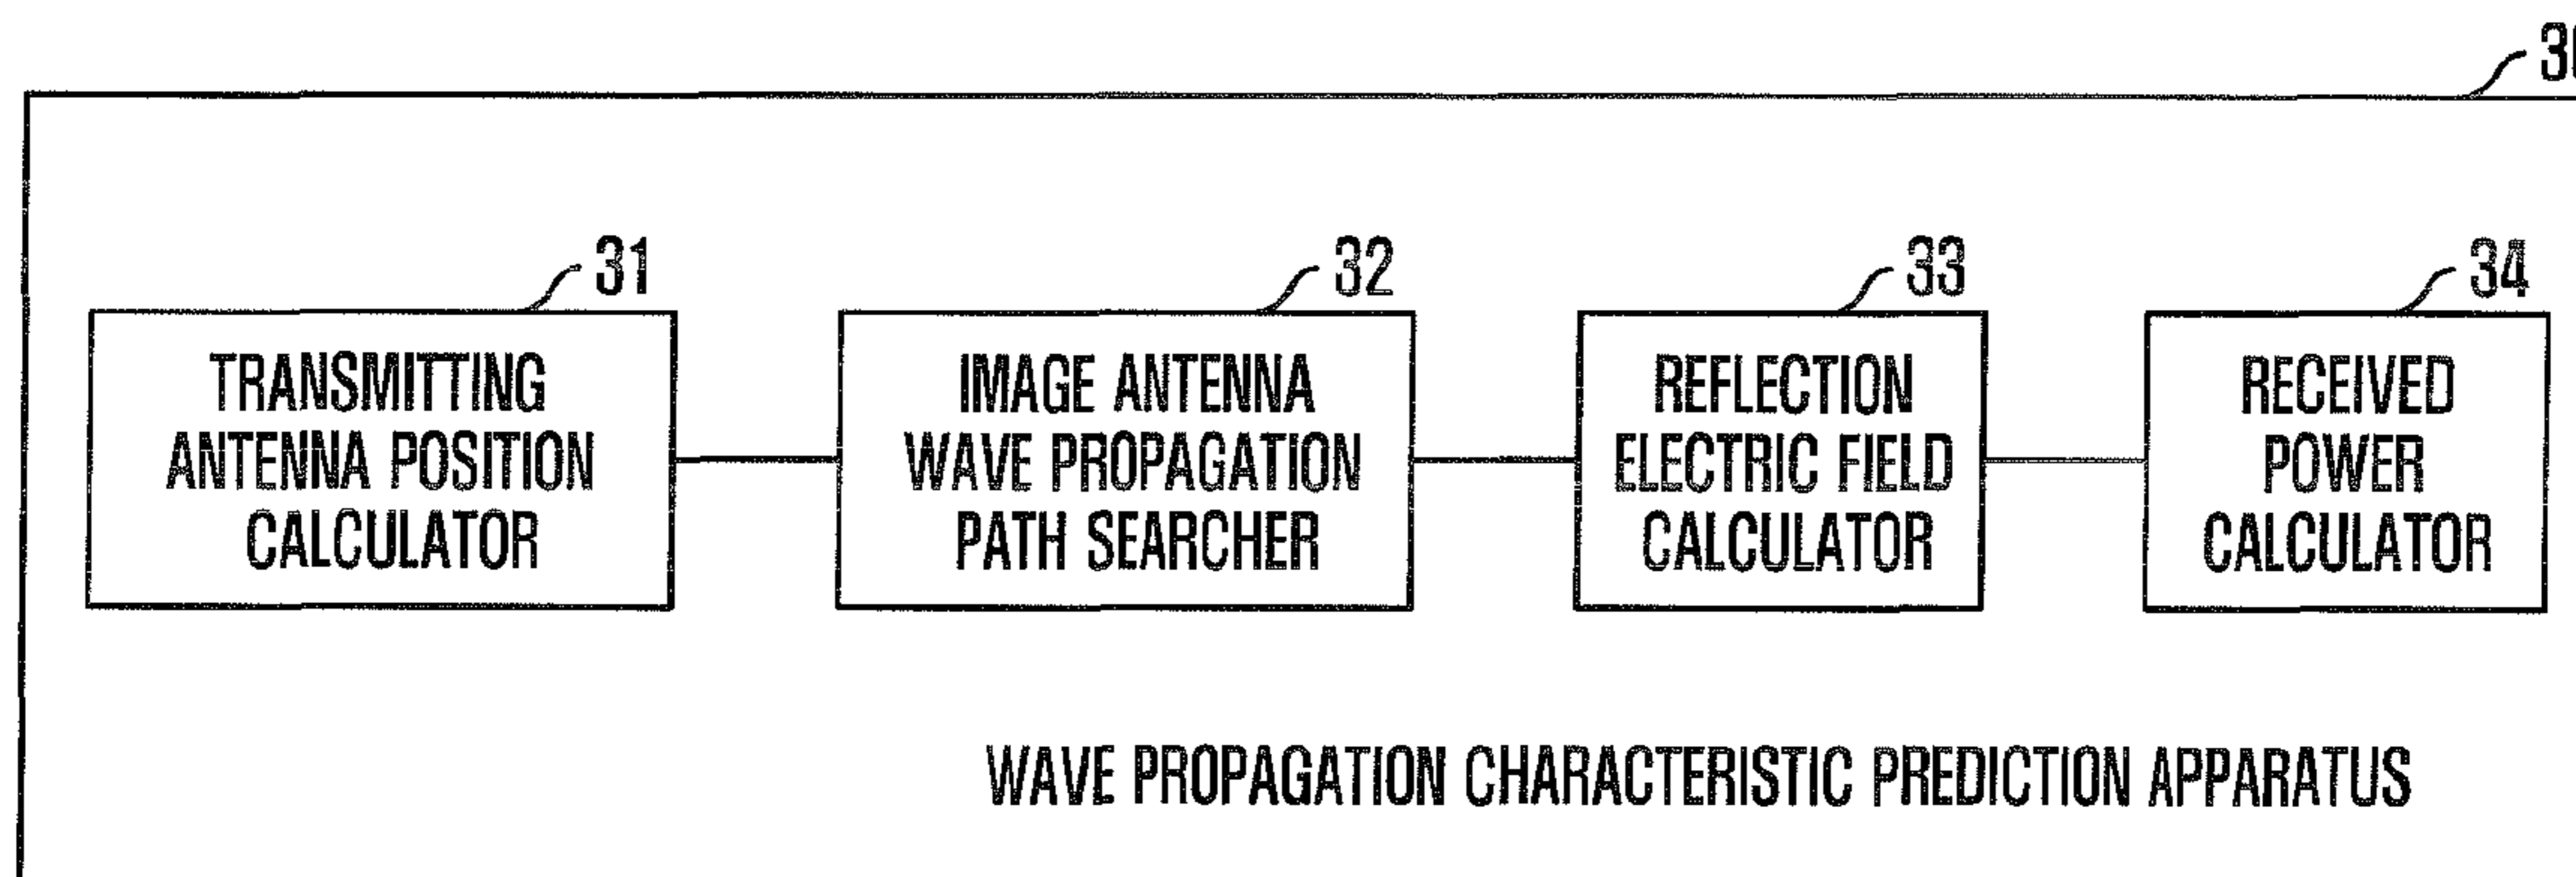 31
32
33
34
TRANSMITTING
ANTENNA POSITION
CALCULATOR
IMAGE ANTENNA
WAVE PROPAGATION
PATH SEARCHER
REFLECTION
ELECTRIC FIELD
CALCULATOR
RECEIVED
POWER
CALCULATOR
WAVE PROPAGATION CHARACTERISTIC PREDICTION APPARATUS